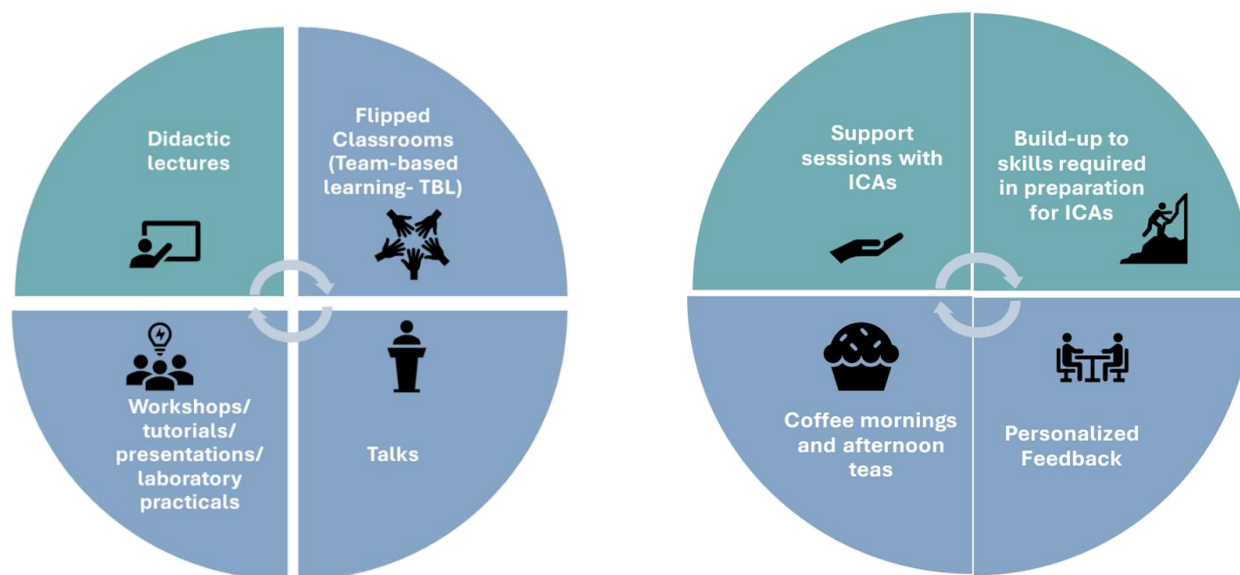 Didactic
lectures
Flipped
Classrooms
(Team-based
learning- TBL)
Workshops/
tutorials/
presentations/
laboratory
practicals
Talks
Support
sessions with
ICAs
Build-up to
skills required
in preparation
for ICAs
Coffee mornings
and afternoon
teas
Personalized
Feedback